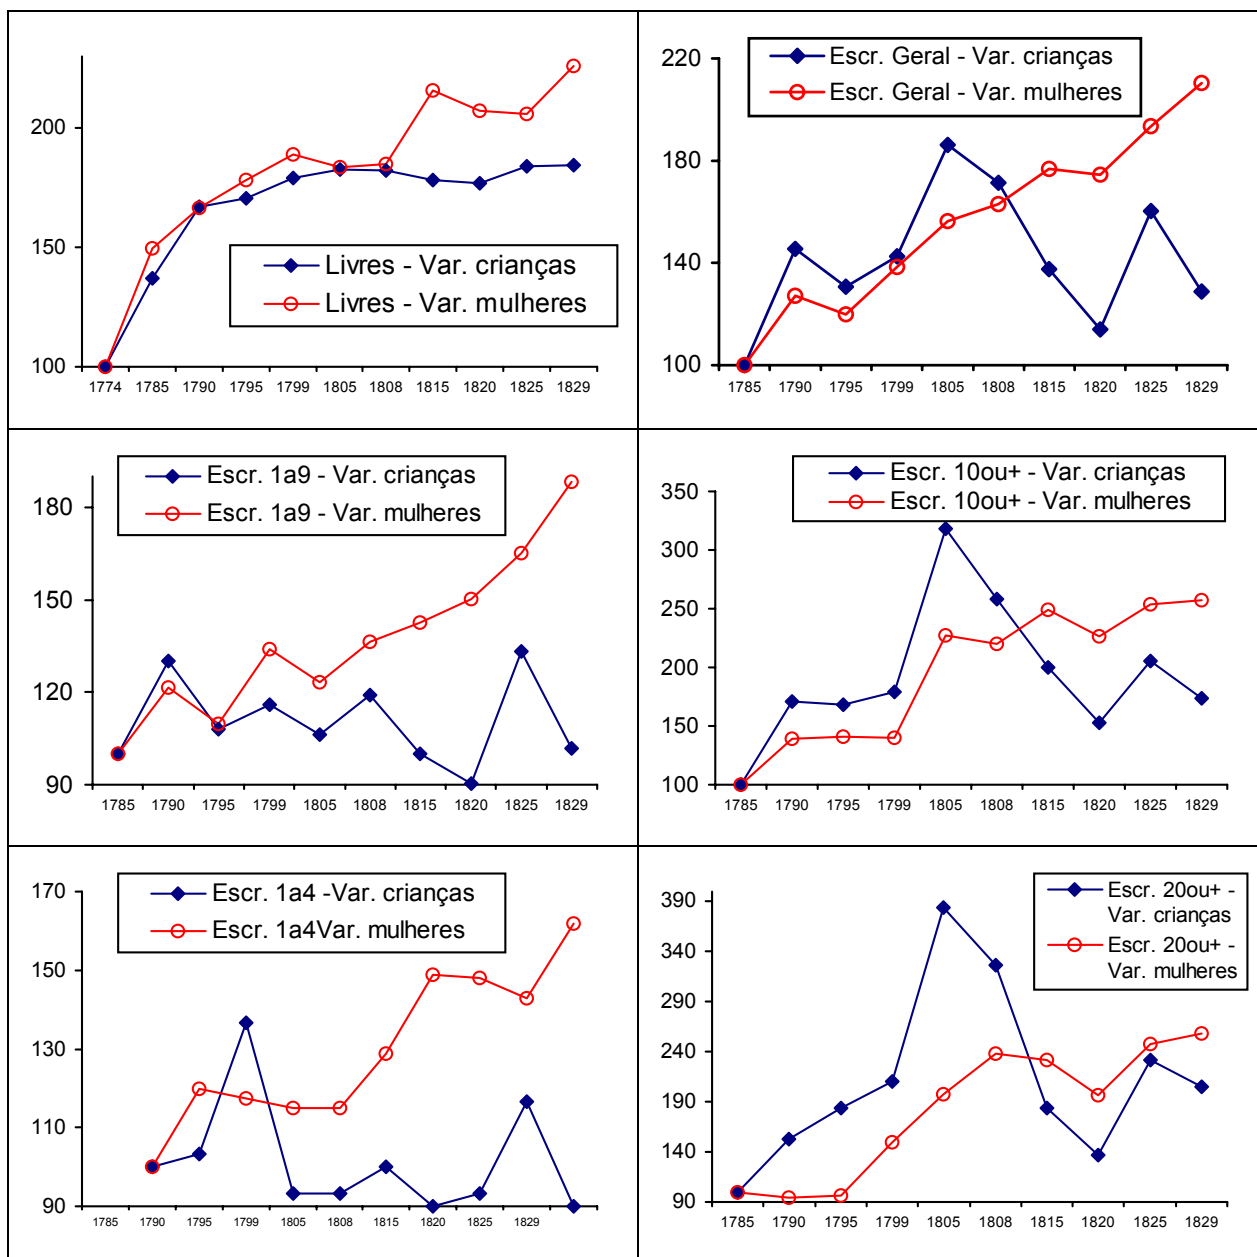 200
150
100
Livres - Var. crianças
Livres - Var. mulheres
1774 1785 1790 1795 1799 1805 1808 1815 1820 1825 1829
Escr. Geral - Var. crianças
Escr. Geral - Var. mulheres
220
180
140
100
1785 1790 1795 1799 1805 1808 1815 1820 1825 1829
Escr. 1a9 - Var. crianças
Escr. 1a9 - Var. mulheres
180
150
120
90
1785 1790 1795 1799 1805 1808 1815 1820 1825 1829
Escr. 10ou+ - Var. crianças
Escr. 10ou+ - Var. mulheres
350
300
250
200
150
100
1785 1790 1795 1799 1805 1808 1815 1820 1825 1829
Escr. 1a4 -Var. crianças
Escr. 1a4Var. mulheres
170
150
130
110
90
1785 1790 1795 1799 1805 1808 1815 1820 1825 1829
Escr. 20ou+ -
Var. crianças
Escr. 20ou+ -
Var. mulheres
390
340
290
240
190
140
90
1785 1790 1795 1799 1805 1808 1815 1820 1825 1829